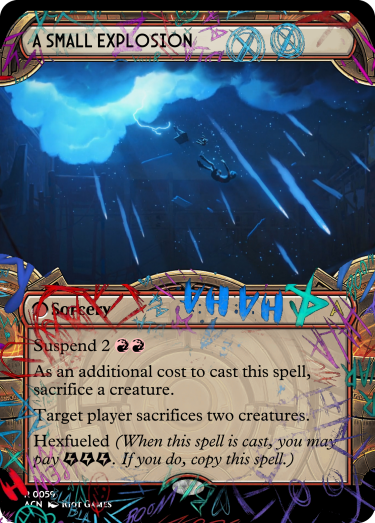 A SMALL EXPLOSION
HAHA
Sorcery
Suspend 2
As an additional cost to cast this spell,
sacrifice a creature.
Target player sacrifices two creatures.
Hexfueled (When this spell is cast, you may
pay . If you do, copy this spell.)
R 0059
ACN RIOT GAMES
BOOM